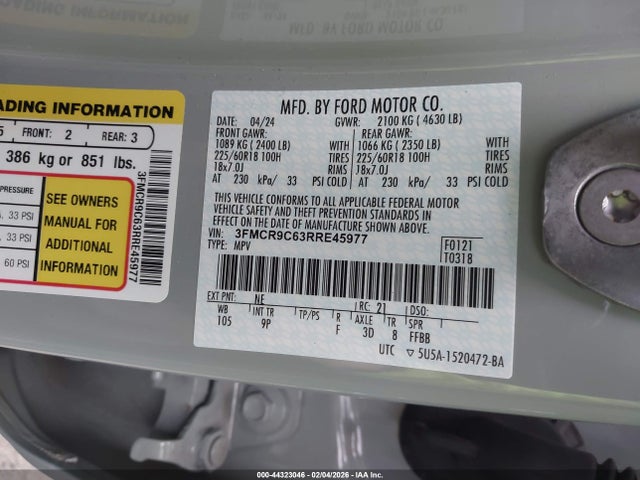 ADING INFORMATION
5 FRONT: 2 REAR: 3
386 kg or 851 lbs.
PRESSURE
33 PSI
33 PSI
60 PSI
SEE OWNERS
MANUAL FOR
ADDITIONAL
INFORMATION
3FMCR9C63RRE45977
MFD. BY FORD MOTOR CO.
DATE: 04/24 GVWR: 2100 KG ( 4630 LB)
FRONT GAWR: REAR GAWR:
1089 KG ( 2400 LB) WITH 1066 KG ( 2350 LB) WITH
225/60R18 100H TIRES 225/60R18 100H TIRES
18x7.0J RIMS 18x7.0J RIMS
AT 230 kPa/ 33 PSI COLD AT 230 kPa/ 33 PSI COLD
THIS VEHICLE CONFORMS TO ALL APPLICABLE FEDERAL MOTOR
VEHICLE SAFETY AND THEFT PREVENTION STANDARDS IN
EFFECT ON THE DATE OF MANUFACTURE SHOWN ABOVE.
VIN: 3FMCR9C63RRE45977
TYPE: MPV
F0121
T0318
EXT PNT: NE RC: 21 DSO:
WB INT TR TP/PS R AXLE TR SPR
105 9P F 3D 8 FFBB
UTC 5U5A-1520472-BA
000-44323046 | 02/04/2026 | IAA Inc.